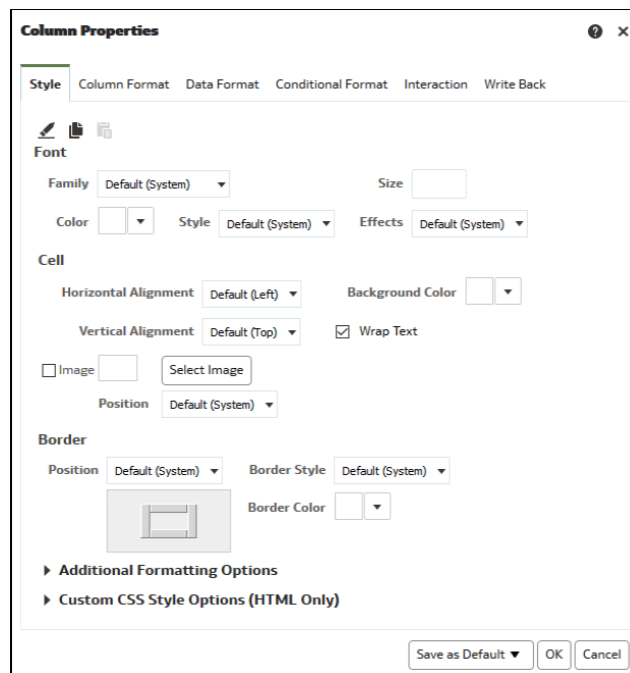 Column Properties
Style Column Format Data Format Conditional Format Interaction Write Back
Font
Family Default (System) Size
Color Style Default (System) Effects Default (System)
Cell
Horizontal Alignment Default (Left) Background Color
Vertical Alignment Default (Top) Wrap Text
Image Select Image
Position Default (System)
Border
Position Default (System) Border Style Default (System)
Border Color
Additional Formatting Options
Custom CSS Style Options (HTML Only)
Save as Default OK Cancel